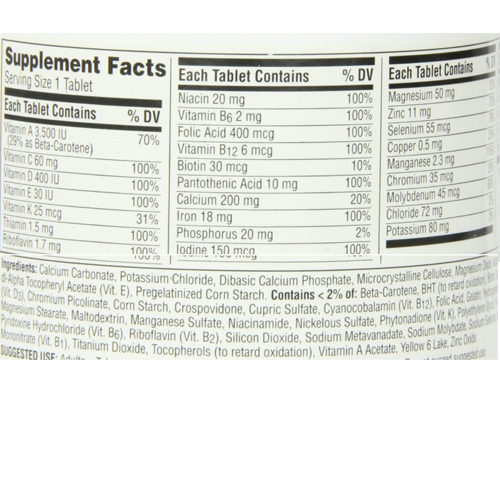 Supplement Facts
Serving Size 1 Tablet
Each Tablet Contains % DV
Vitamin A 3,500 IU 70%
(29% as Beta-Carotene)
Vitamin C 60 mg 100%
Vitamin D 400 IU 100%
Vitamin E 30 IU 100%
Vitamin K 25 mcg 31%
Thiamin 1.5 mg 100%
Riboflavin 1.7 mg 100%
Each Tablet Contains % DV
Niacin 20 mg 100%
Vitamin B6 2 mg 100%
Folic Acid 400 mcg 100%
Vitamin B12 6 mcg 100%
Biotin 30 mcg 10%
Pantothenic Acid 10 mg 100%
Calcium 200 mg 20%
Iron 18 mg 100%
Phosphorus 20 mg 2%
Iodine 150 mcg 100%
Each Tablet Contains
Magnesium 50 mg
Zinc 11 mg
Selenium 55 mcg
Copper 0.5 mg
Manganese 2.3 mg
Chromium 35 mcg
Molybdenum 45 mcg
Chloride 72 mg
Potassium 80 mg
Ingredients: Calcium Carbonate, Potassium Chloride, Dibasic Calcium Phosphate, Microcrystalline Cellulose, Magnesium
gl-Alpha Tocopheryl Acetate (Vit. E), Pregelatinized Corn Starch. Contains < 2% of: Beta-Carotene, BHT (to retard oxidation),
(Vit. D3), Chromium Picolinate, Corn Starch, Crospovidone, Cupric Sulfate, Cyanocobalamin (Vit. B12), Folic Acid, Gelatin,
Magnesium Stearate, Maltodextrin, Manganese Sulfate, Niacinamide, Nickelous Sulfate, Phytonadione (Vit. K),
Pyridoxine Hydrochloride (Vit. B6), Riboflavin (Vit. B2), Silicon Dioxide, Sodium Metavanadate, Sodium Molybdate, Sodium
Mononitrate (Vit. B1), Titanium Dioxide, Tocopherols (to retard oxidation), Vitamin A Acetate, Yellow 6 Lake, Zinc Oxide.
SUGGESTED USE: